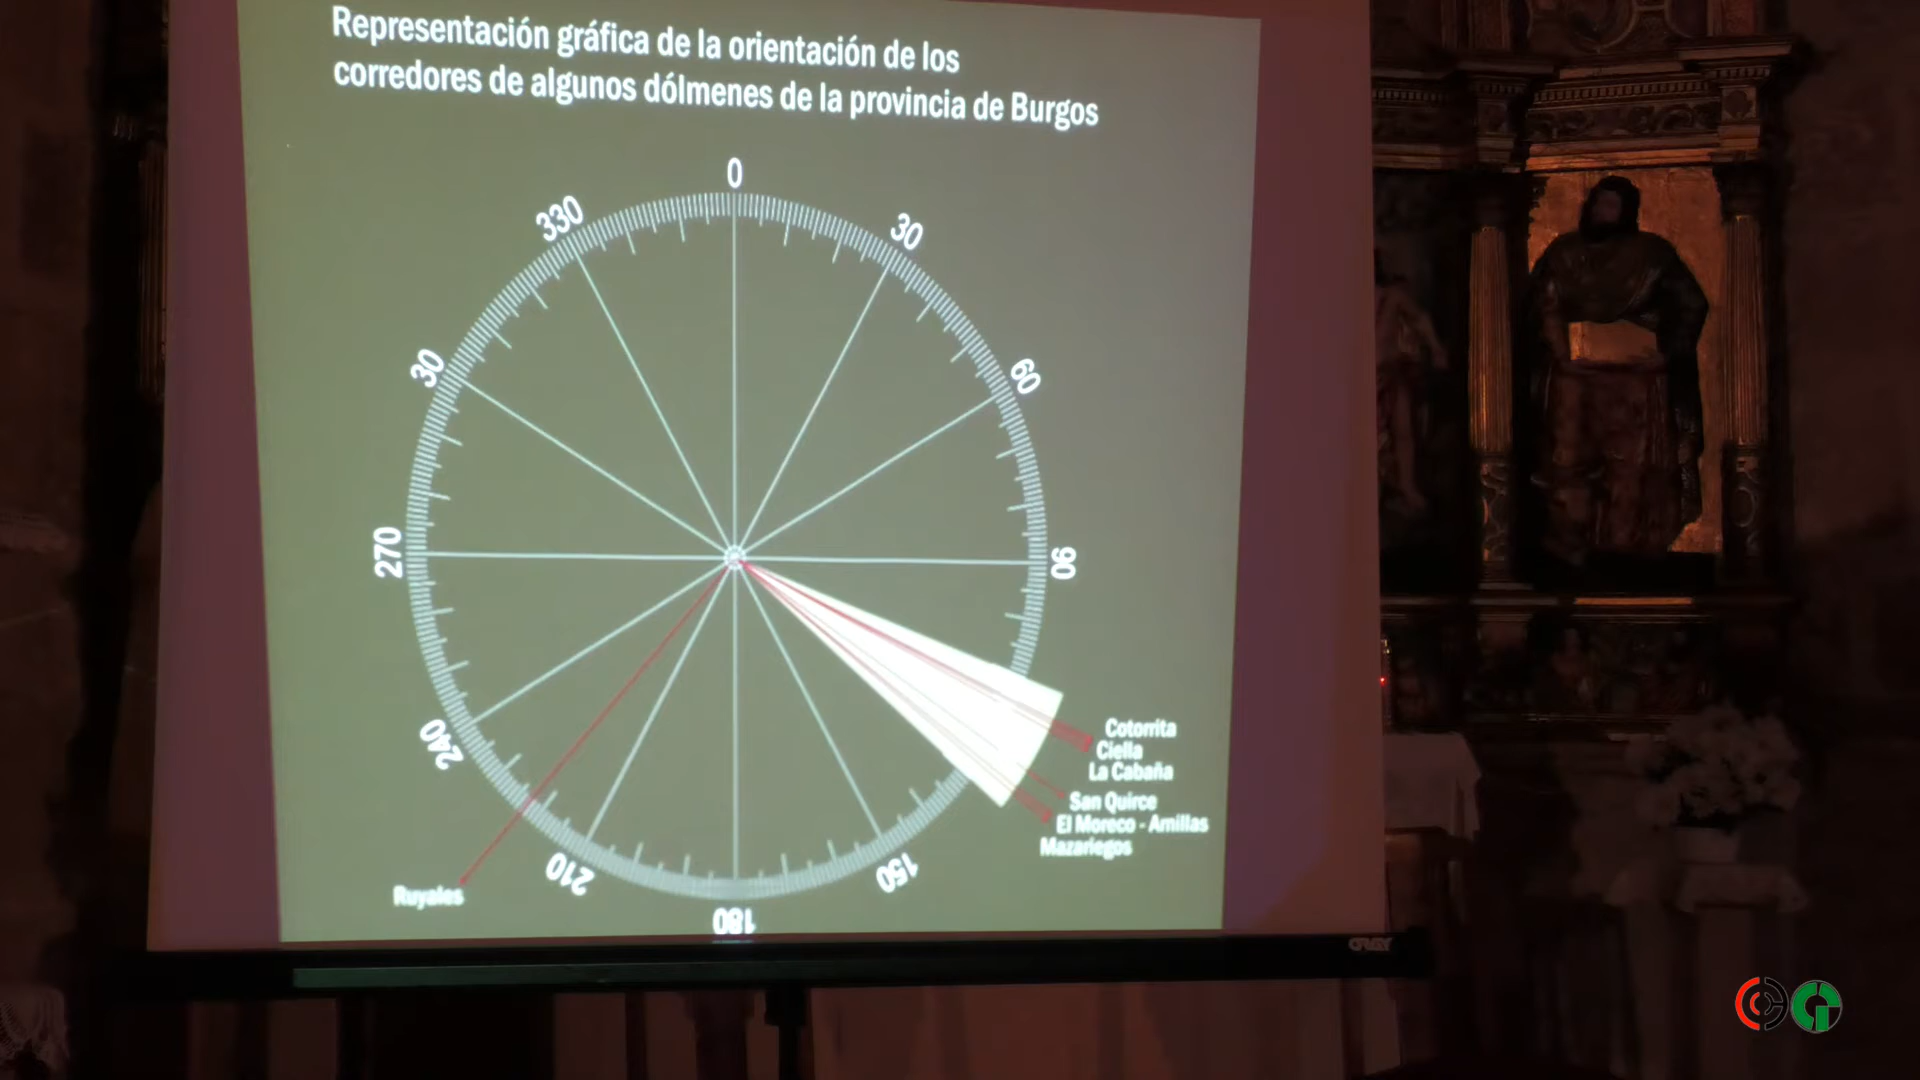 Representación gráfica de la orientación de los
corredores de algunos dólmenes de la provincia de Burgos
0
330
30
30
60
270
90
240
Cotorrita
Ciella
La Cabaña
San Quirce
El Moreco - Arnillas
Mazariegos
210
150
Ruyales
180